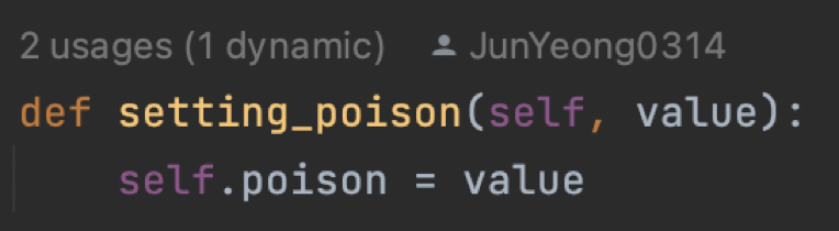 2 usages (1 dynamic) JunYeong0314
def setting_poison(self, value):
    self.poison = value